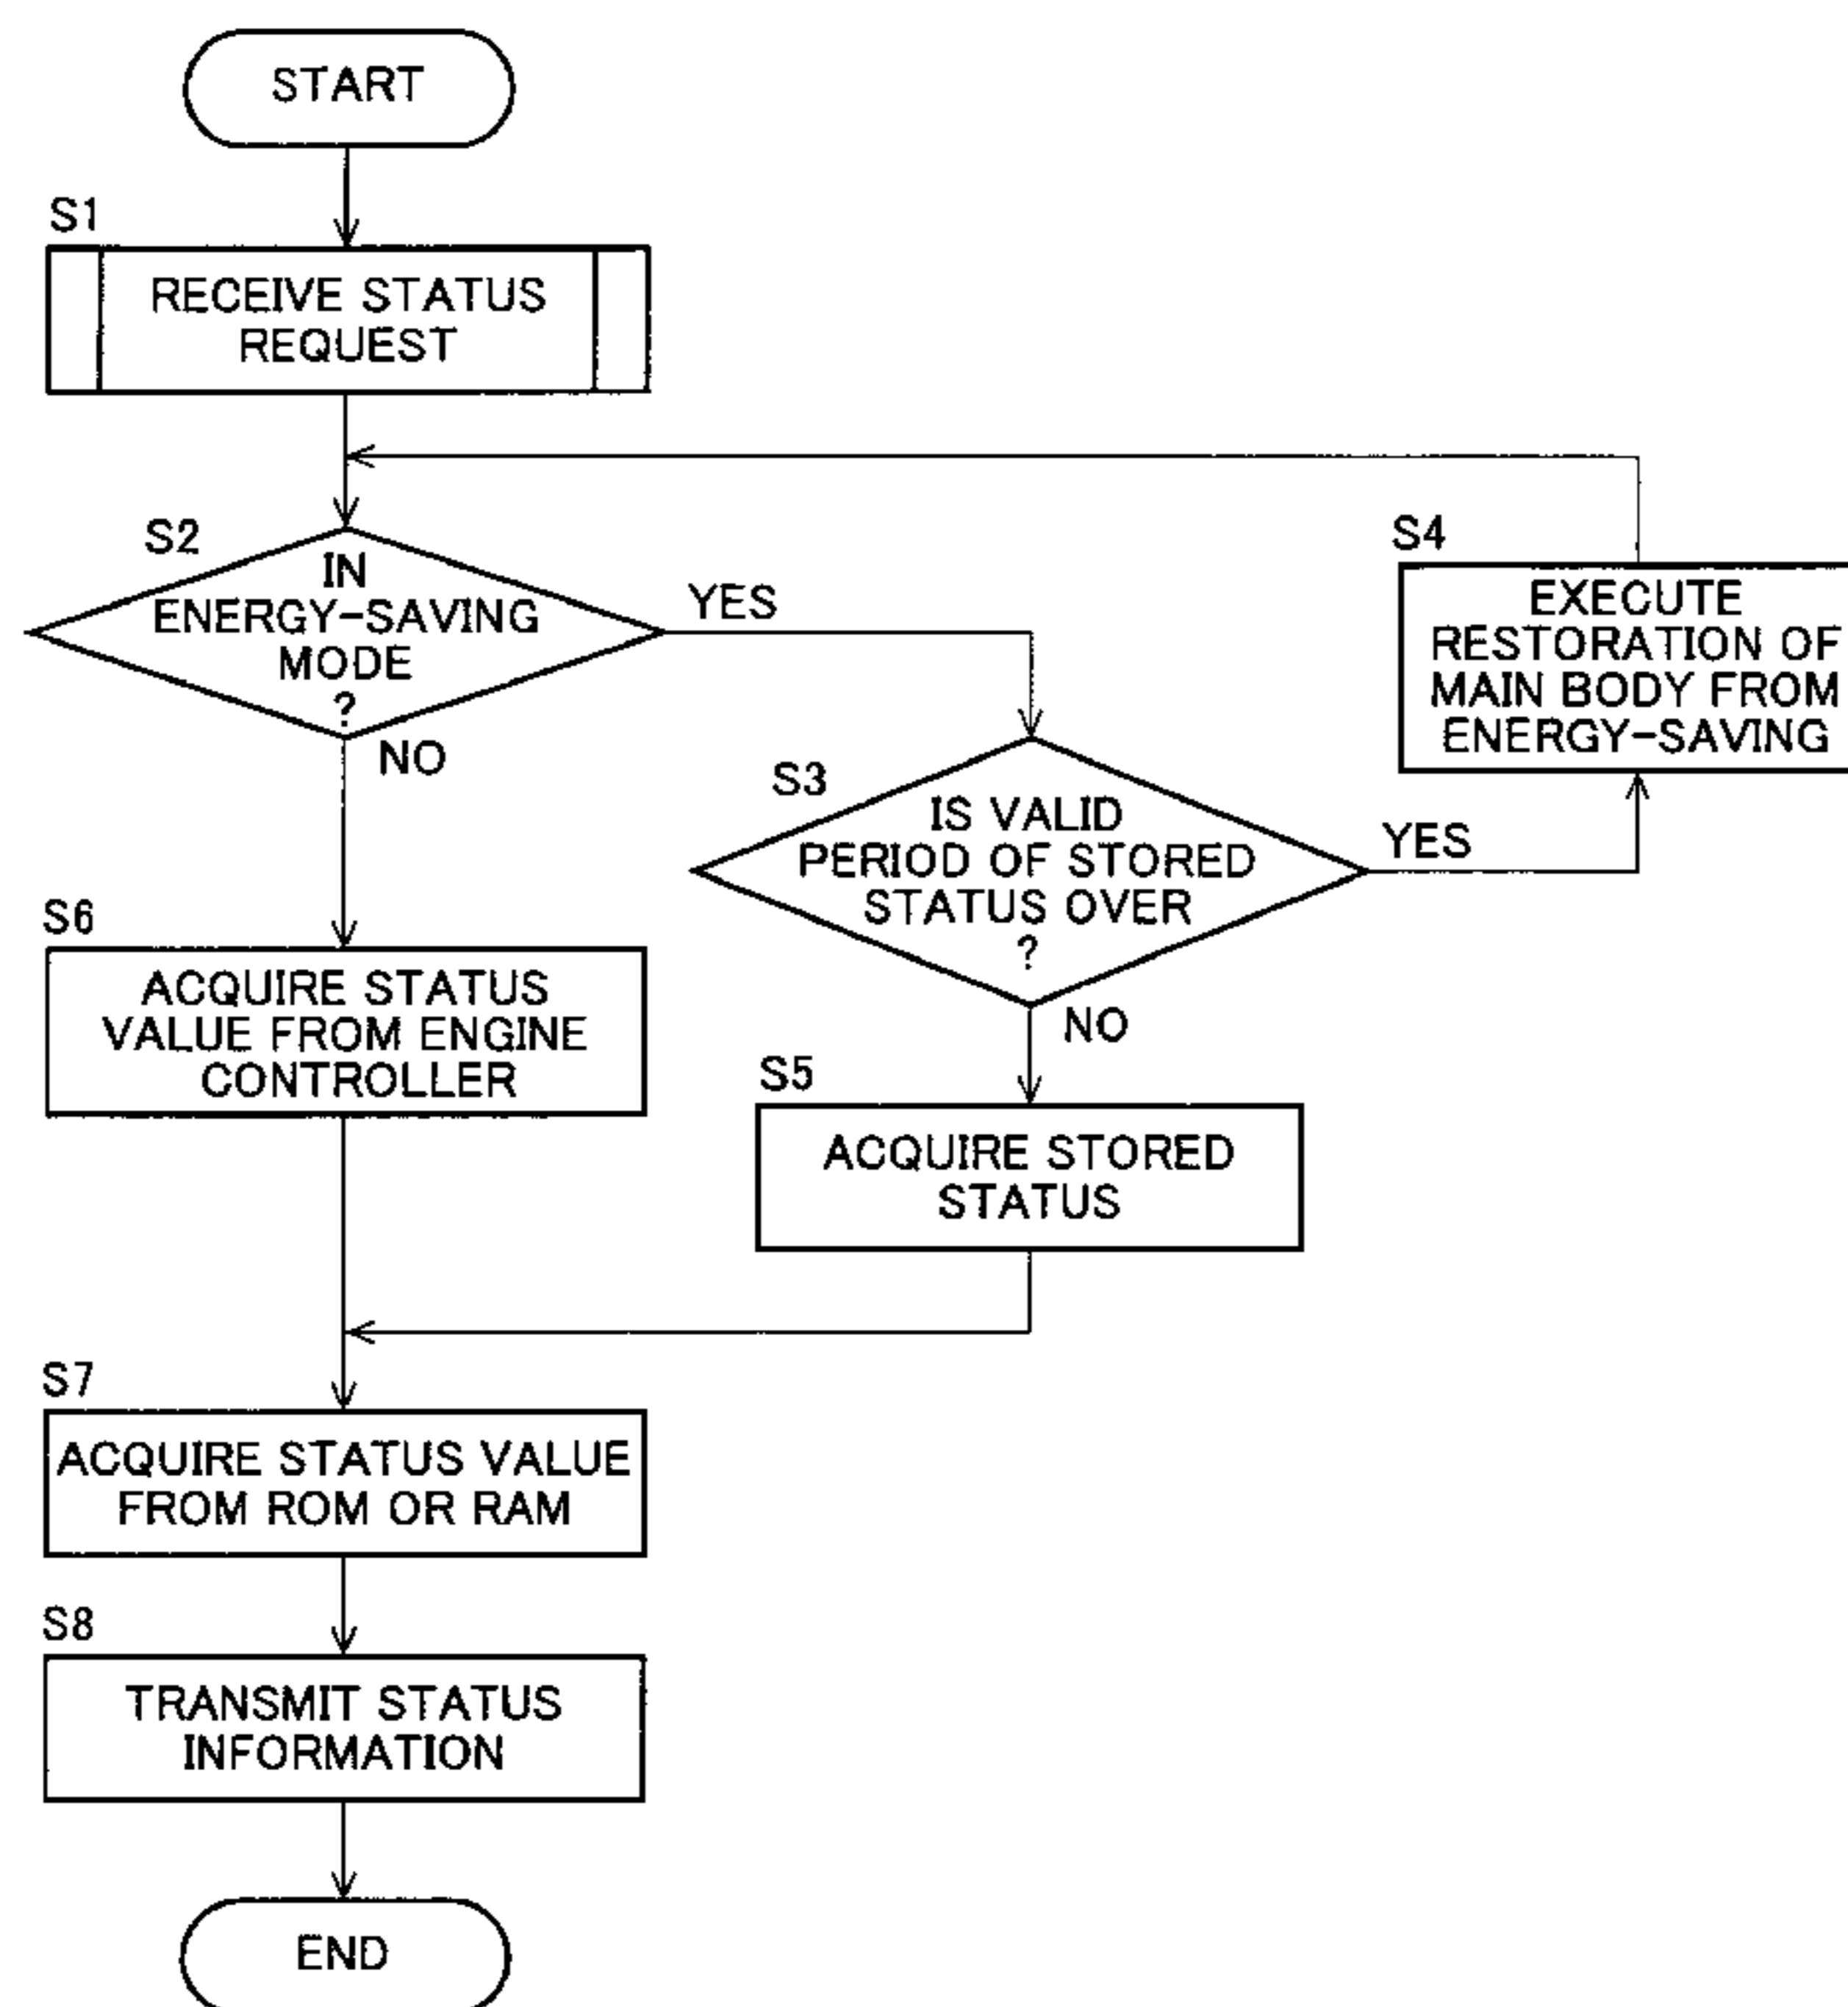 START
S1
RECEIVE STATUS
REQUEST
S2
IN
ENERGY-SAVING
MODE
?
YES
NO
S3
IS VALID
PERIOD OF STORED
STATUS OVER
?
YES
NO
S4
EXECUTE
RESTORATION OF
MAIN BODY FROM
ENERGY-SAVING
S5
ACQUIRE STORED
STATUS
S6
ACQUIRE STATUS
VALUE FROM ENGINE
CONTROLLER
S7
ACQUIRE STATUS VALUE
FROM ROM OR RAM
S8
TRANSMIT STATUS
INFORMATION
END